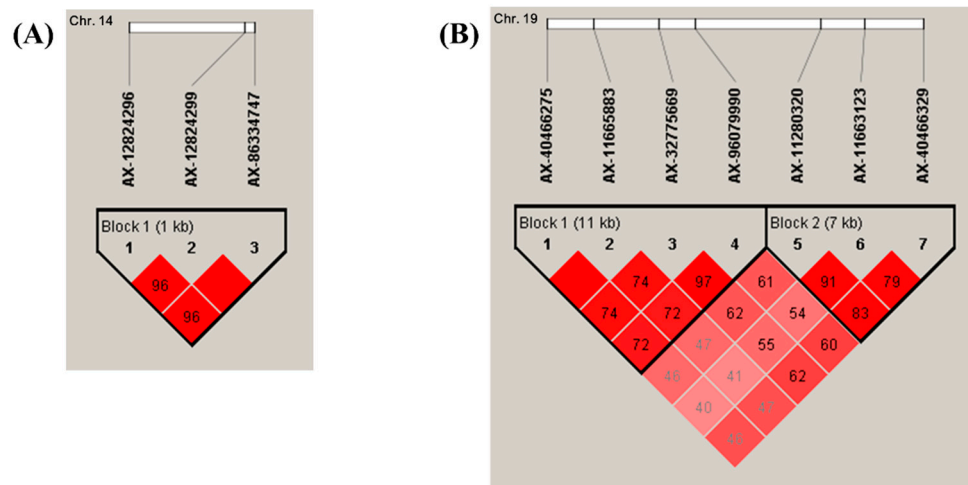 (A)
Chr. 14
AX-12824296
AX-12824299
AX-86334747
Block 1 (1 kb)
1 2 3
96
96
(B)
Chr. 19
AX-40466275
AX-11665883
AX-32775669
AX-96079990
AX-11280320
AX-11663123
AX-40466329
Block 1 (11 kb) Block 2 (7 kb)
1 2 3 4 5 6 7
74 97 61 91 79
74 72 62 54 83
72 47 55 60
46 41 62
40